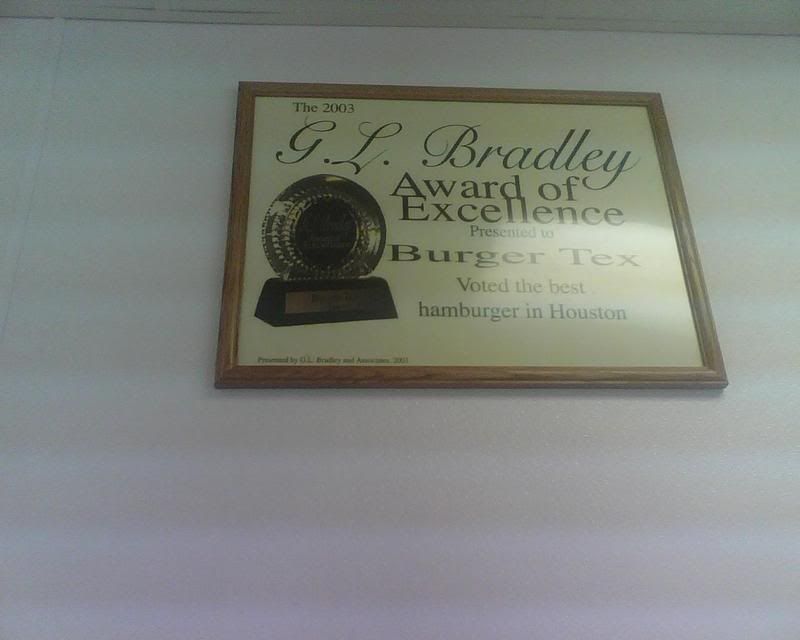 The 2003
G.L. Bradley
Award of
Excellence
Presented to
Burger Tex
Voted the best
hamburger in Houston
Presented by G.L. Bradley and Associates, 2003